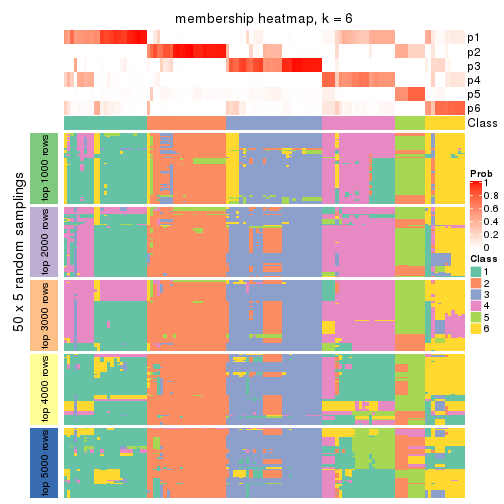 membership heatmap, k = 6
p1
p2
p3
p4
p5
p6
Class
50 x 5 random samplings
top 1000 rows
top 2000 rows
top 3000 rows
top 4000 rows
top 5000 rows
Prob
1
0.8
0.6
0.4
0.2
0
Class
1
2
3
4
5
6